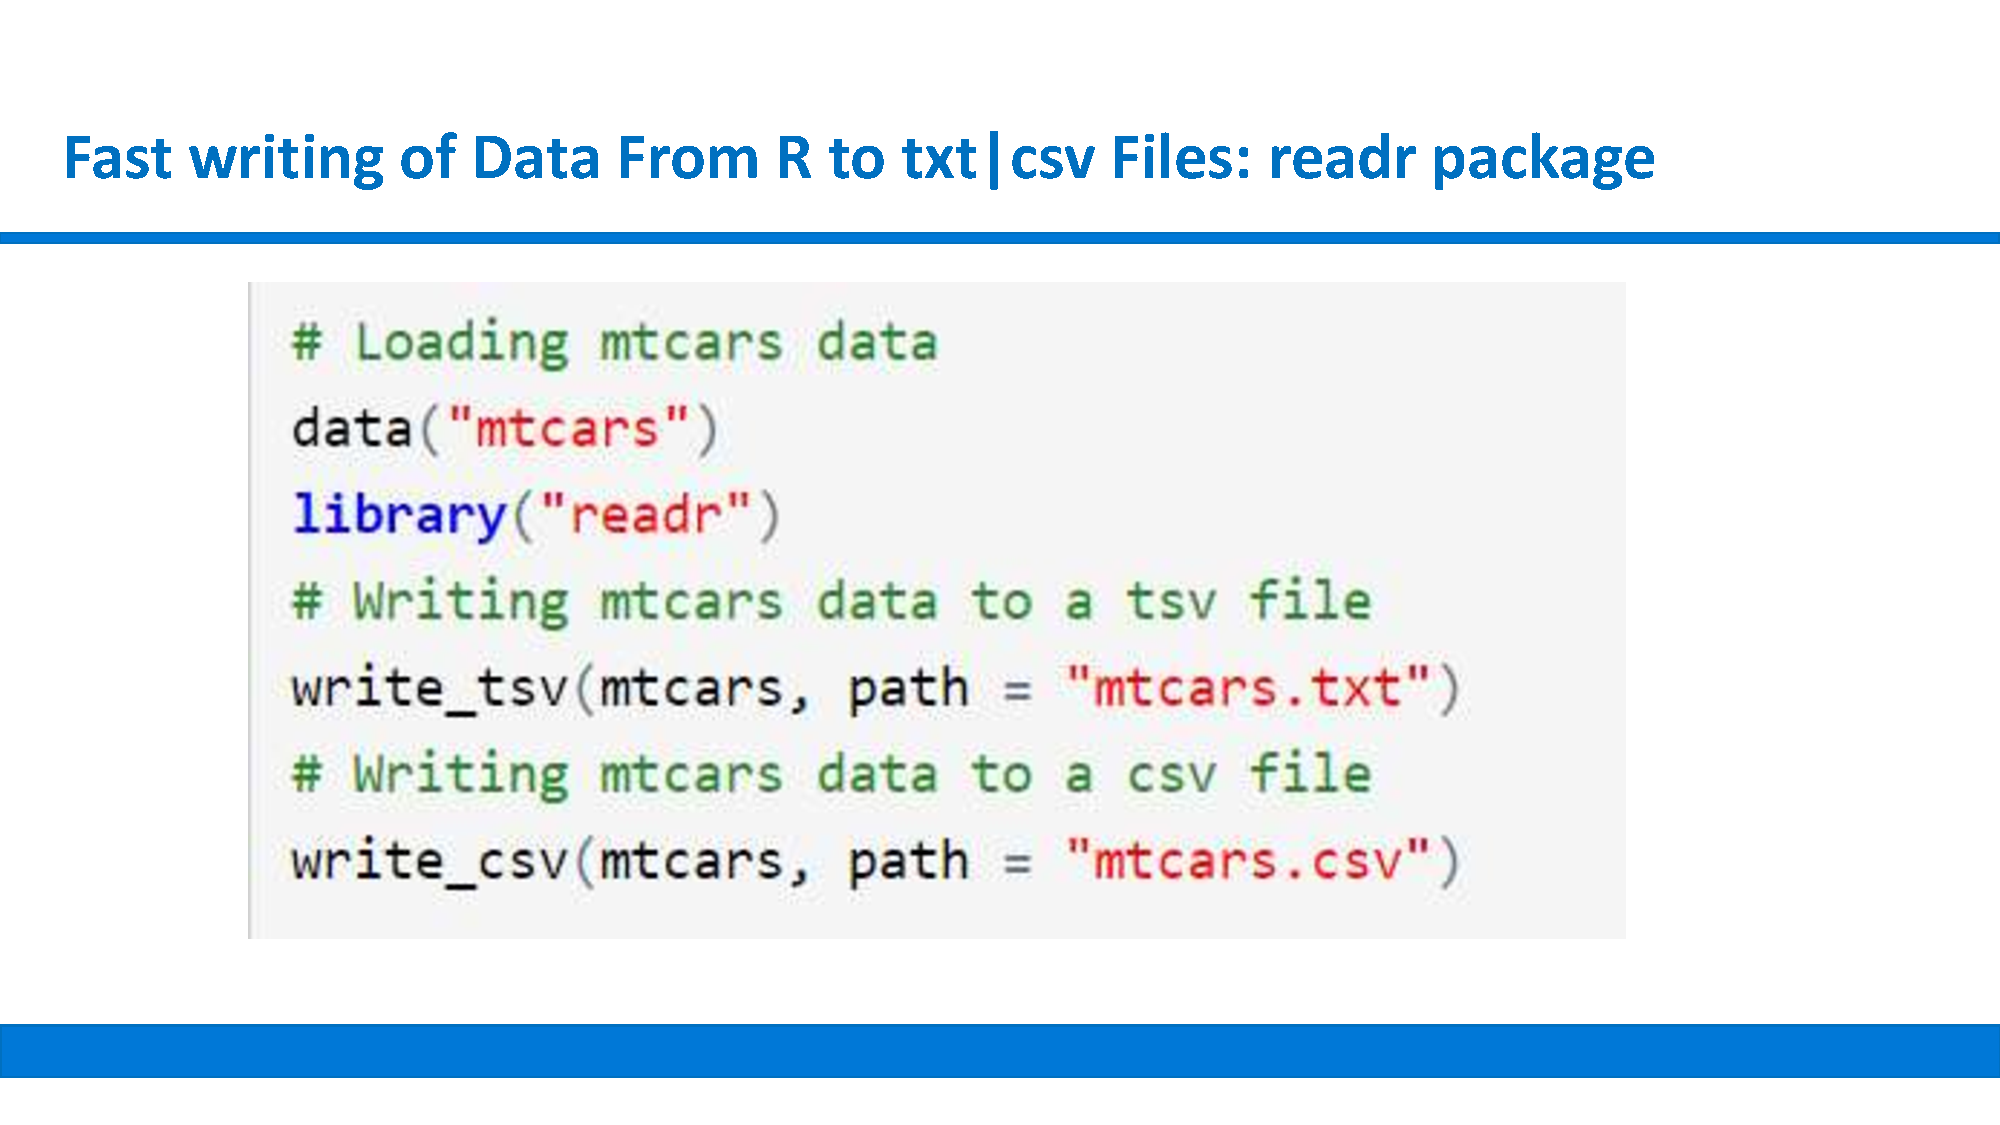 Fast writing of Data From R to txt|csv Files: readr package
# Loading mtcars data
data("mtcars")
library("readr")
# Writing mtcars data to a tsv file
write_tsv(mtcars, path = "mtcars.txt")
# Writing mtcars data to a csv file
write_csv(mtcars, path = "mtcars.csv")